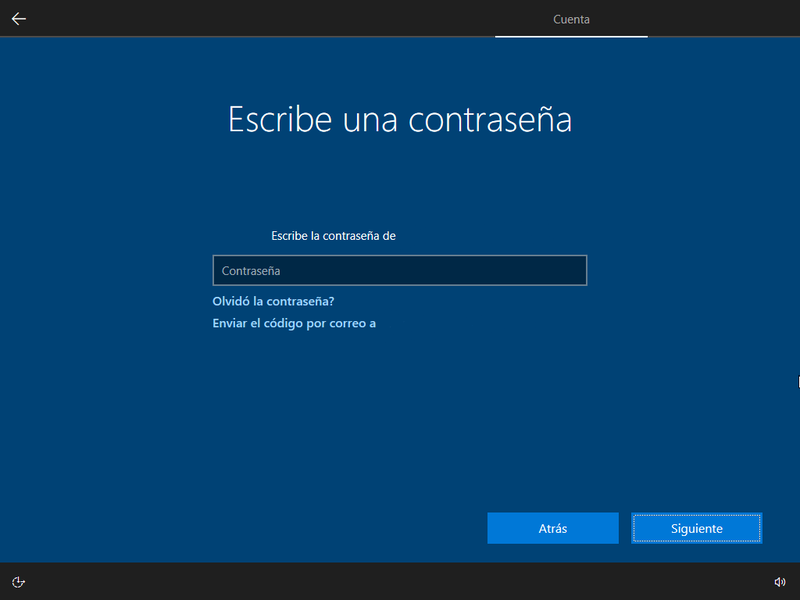 Cuenta
Escribe una contraseña
Escribe la contraseña de
Contraseña
Olvidó la contraseña?
Enviar el código por correo a
Atrás
Siguiente